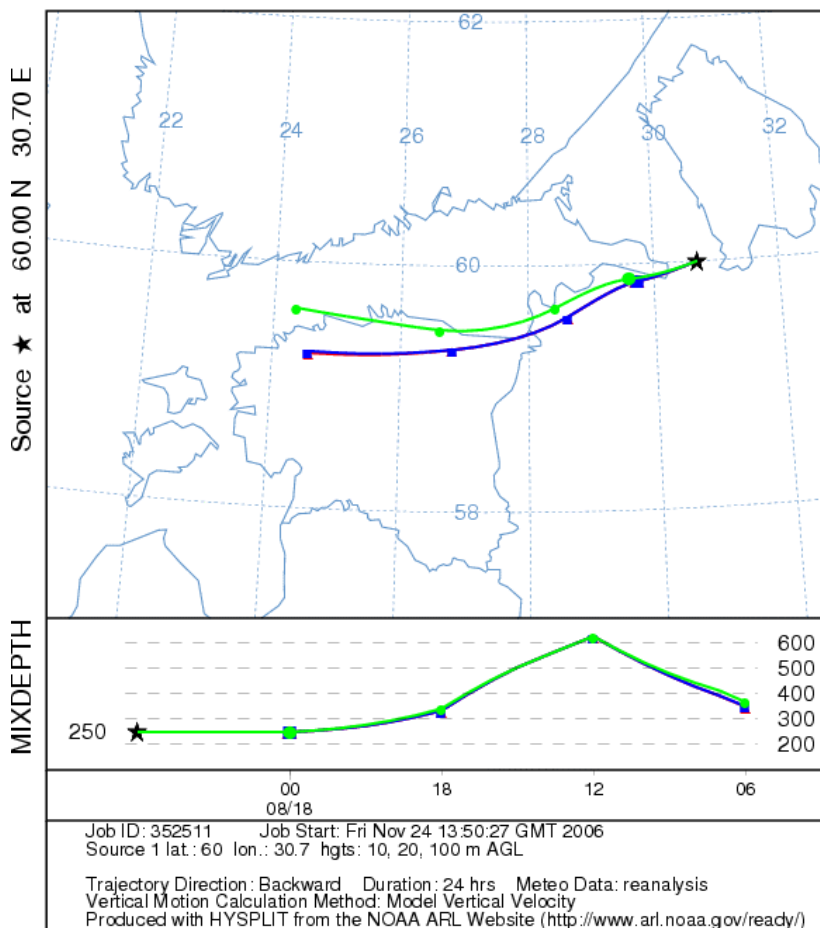 Source ★ at 60.00 N 30.70 E
62
22
24
26
28
30
32
60
58
MIXDEPTH
600
500
400
300
200
250
00
18
12
06
08/18
Job ID: 352511 Job Start: Fri Nov 24 13:50:27 GMT 2006
Source 1 lat.: 60 lon.: 30.7 hgts: 10, 20, 100 m AGL
Trajectory Direction: Backward Duration: 24 hrs Meteo Data: reanalysis
Vertical Motion Calculation Method: Model Vertical Velocity
Produced with HYSPLIT from the NOAA ARL Website (http://www.arl.noaa.gov/ready/)